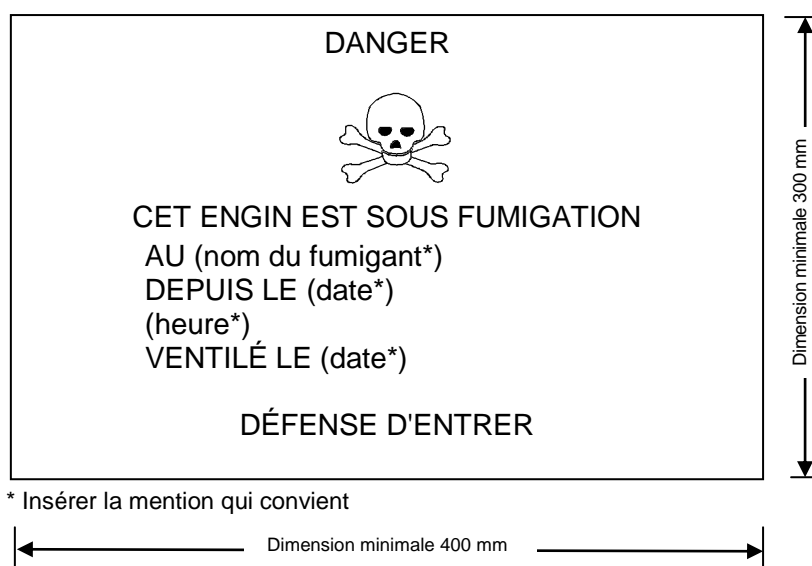 DANGER
CET ENGIN EST SOUS FUMIGATION
AU (nom du fumigant*)
DEPUIS LE (date*)
(heure*)
VENTILÉ LE (date*)
DÉFENSE D'ENTRER
Dimension minimale 300 mm
* Insérer la mention qui convient
Dimension minimale 400 mm